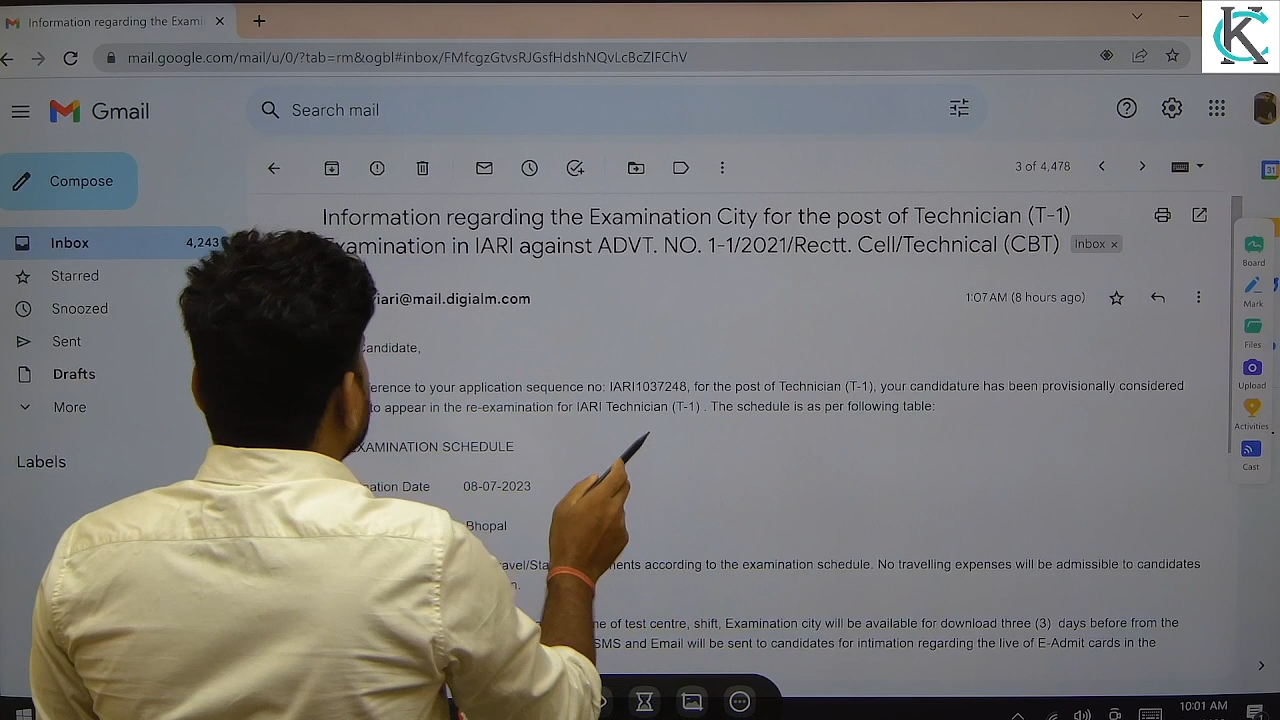 Information regarding the Exami
mail.google.com/mail/u/0/?tab=rm&ogbl#inbox/FMfcgzGtvsRJGsfHdshNQvLcBcZlFChV
KC
Gmail
Search mail
Compose
3 of 4,478
31
Information regarding the Examination City for the post of Technician (T-1)
Examination in IARI against ADVT. NO. 1-1/2021/Rectt. Cell/Technical (CBT) Inbox ×
Inbox 4,243
Starred
Snoozed
Sent
Drafts
More
Labels
iari@mail.digialm.com
1:07 AM (8 hours ago)
Candidate,
reference to your application sequence no: IARI1037248, for the post of Technician (T-1), your candidature has been provisionally considered
to appear in the re-examination for IARI Technician (T-1) . The schedule is as per following table:
EXAMINATION SCHEDULE
Date 08-07-2023
Bhopal
according to the examination schedule. No travelling expenses will be admissible to candidates
of test centre, shift, Examination city will be available for download three (3) days before from the
SMS and Email will be sent to candidates for intimation regarding the live of E-Admit cards in the
Board
Mark
Files
Upload
Activities
Cast
10:01 AM